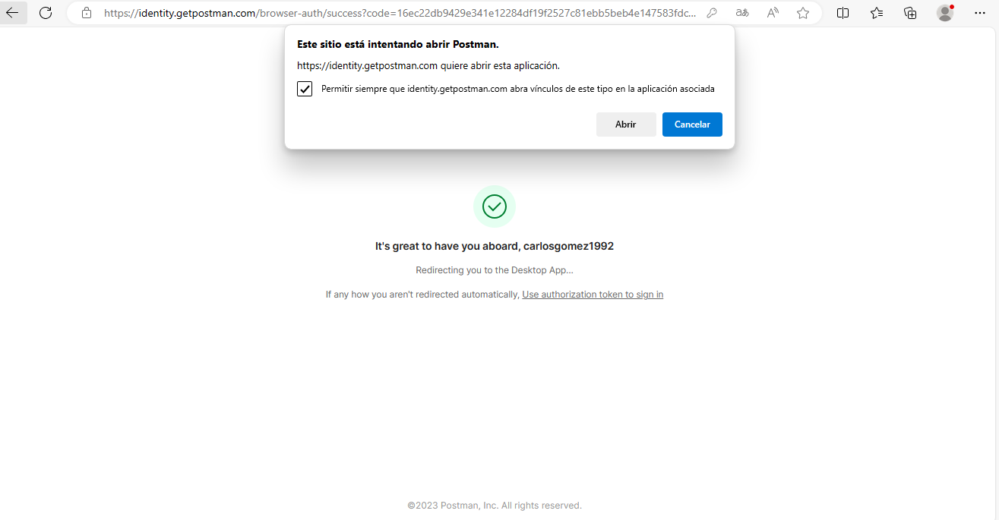 https://identity.getpostman.com/browser-auth/success?code=16ec22db9429e341e12284df19f2527c81ebb5beb4e147583fdc...
Este sitio está intentando abrir Postman.
https://identity.getpostman.com quiere abrir esta aplicación.
Permitir siempre que identity.getpostman.com abra vínculos de este tipo en la aplicación asociada
Abrir
Cancelar
It's great to have you aboard, carlosgomez1992
Redirecting you to the Desktop App...
If any how you aren't redirected automatically, Use authorization token to sign in
©2023 Postman, Inc. All rights reserved.